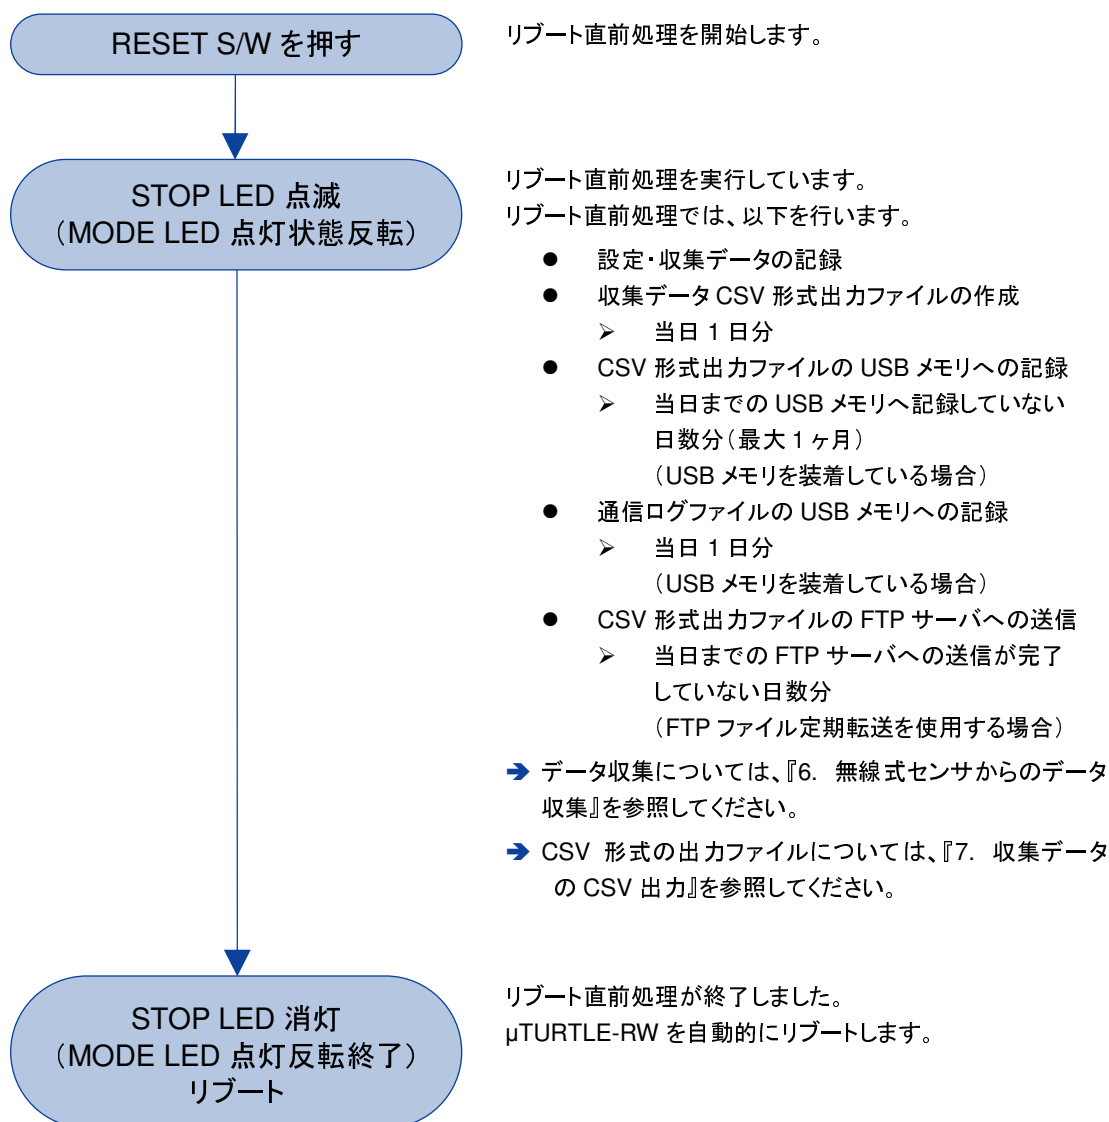 RESET S/W を押す
リブート直前処理を開始します。
STOP LED 点滅
（MODE LED 点灯状態反転）
リブート直前処理を実行しています。
リブート直前処理では、以下を行います。
● 設定・収集データの記録
● 収集データ CSV 形式出力ファイルの作成
➢ 当日 1 日分
● CSV 形式出力ファイルの USB メモリへの記録
➢ 当日までの USB メモリへ記録していない
日数分（最大 1 ヶ月）
（USB メモリを装着している場合）
● 通信ログファイルの USB メモリへの記録
➢ 当日 1 日分
（USB メモリを装着している場合）
● CSV 形式出力ファイルの FTP サーバへの送信
➢ 当日までの FTP サーバへの送信が完了
していない日数分
（FTP ファイル定期転送を使用する場合）
➔ データ収集については、『6. 無線式センサからのデータ
収集』を参照してください。
➔ CSV 形式の出力ファイルについては、『7. 収集データ
の CSV 出力』を参照してください。
STOP LED 消灯
（MODE LED 点灯反転終了）
リブート
リブート直前処理が終了しました。
μTURTLE-RW を自動的にリブートします。